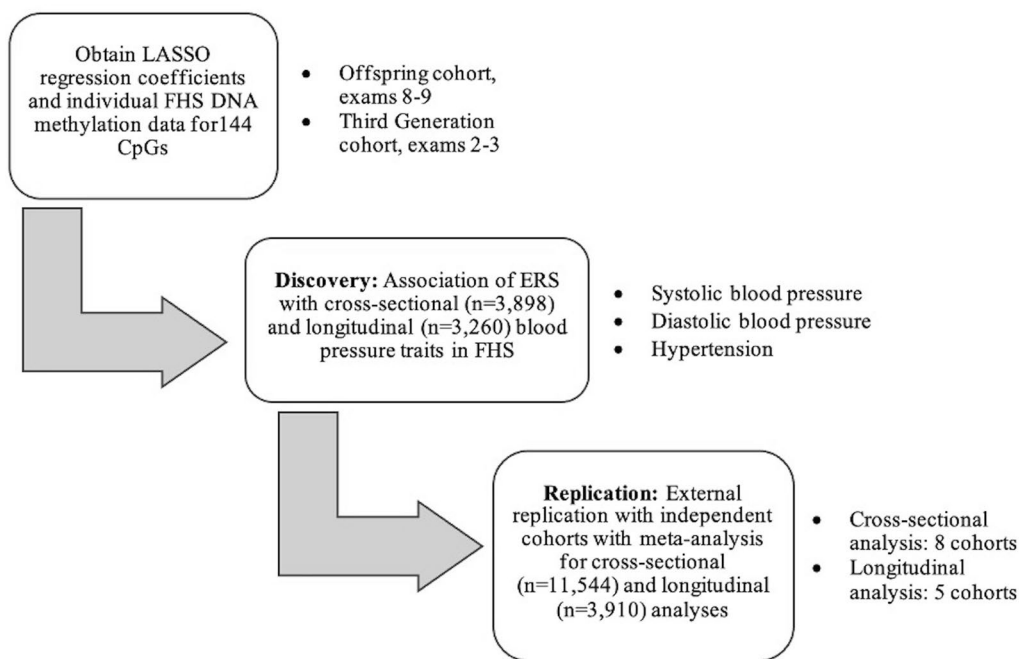 Obtain LASSO
regression coefficients
and individual FHS DNA
methylation data for144
CpGs
• Offspring cohort,
exams 8-9
• Third Generation
cohort, exams 2-3
Discovery: Association of ERS
with cross-sectional (n=3,898)
and longitudinal (n=3,260) blood
pressure traits in FHS
• Systolic blood pressure
• Diastolic blood pressure
• Hypertension
Replication: External
replication with independent
cohorts with meta-analysis
for cross-sectional
(n=11,544) and longitudinal
(n=3,910) analyses
• Cross-sectional
analysis: 8 cohorts
• Longitudinal
analysis: 5 cohorts